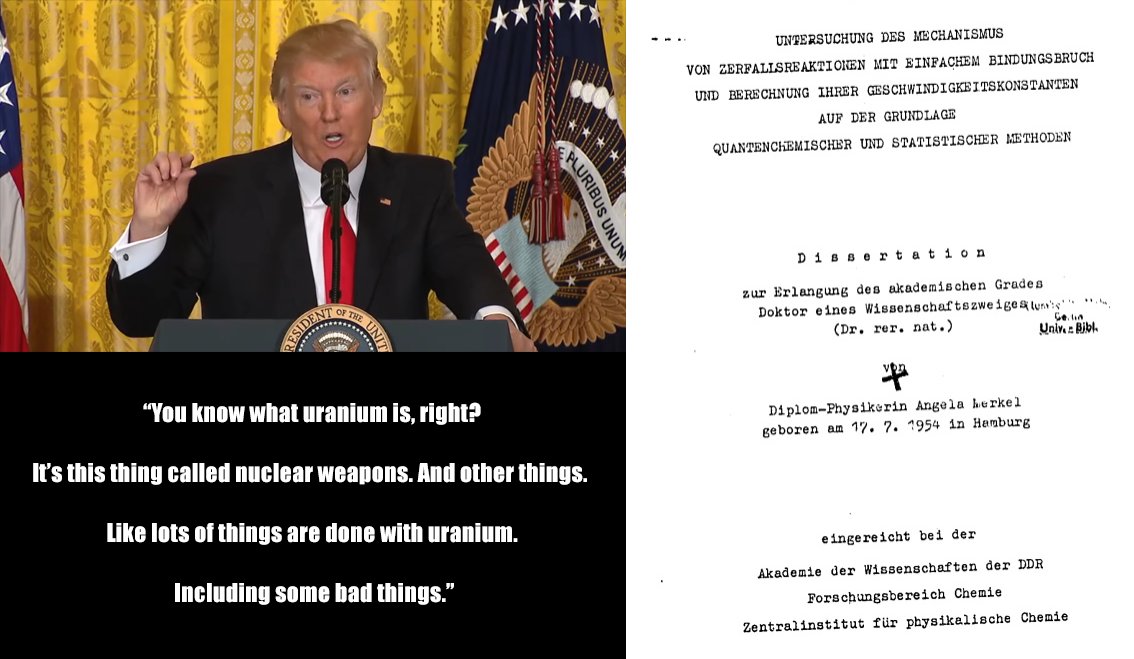 E PLURIBUS UNUM
PRESIDENT OF THE UNITED
“You know what uranium is, right?
It’s this thing called nuclear weapons. And other things.
Like lots of things are done with uranium.
Including some bad things.”
UNTERSUCHUNG DES MECHANISMUS
VON ZERFALLSREAKTIONEN MIT EINFACHEM BINDUNGSBRUCH
UND BERECHNUNG IHRER GESCHWINDIGKEITSKONSTANTEN
AUF DER GRUNDLAGE
QUANTENCHEMISCHER UND STATISTISCHER METHODEN
D i s s e r t a t i o n
zur Erlangung des akademischen Grades
Doktor eines Wissenschaftszweiges
(Dr. rer. nat.)
Univ.-Bibl.
von
Diplom-Physikerin Angela Merkel
geboren am 17. 7. 1954 in Hamburg
eingereicht bei der
Akademie der Wissenschaften der DDR
Forschungsbereich Chemie
Zentralinstitut für physikalische Chemie